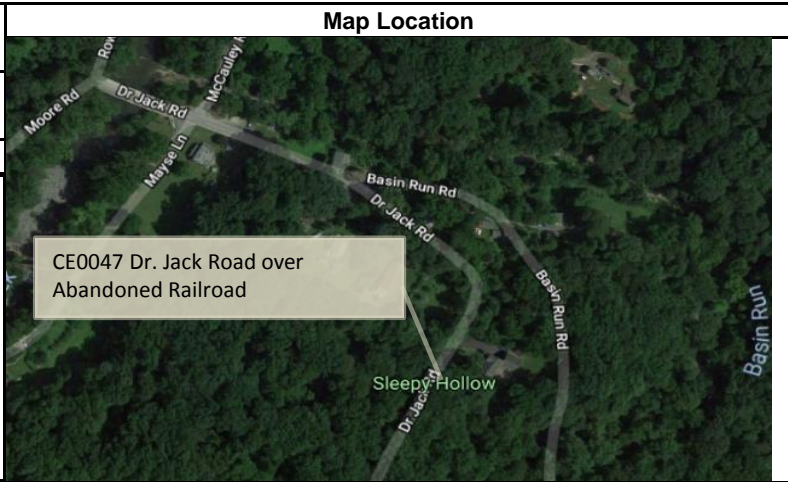 Map Location
Row
McCauley R
Moore Rd
Dr Jack Rd
Mayse Ln
Basin Run Rd
Dr Jack Rd
CE0047 Dr. Jack Road over
Abandoned Railroad
Basin Run Rd
Basin Run
Sleepy Hollow
Dr Jack Rd